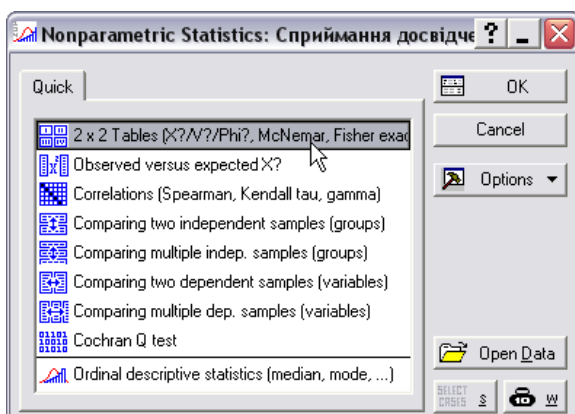 Nonparametric Statistics: Сприймання досвідче
Quick
2 x 2 Tables (X?/V?/Phi?, McNemar, Fisher exac
Observed versus expected X?
Correlations (Spearman, Kendall tau, gamma)
Comparing two independent samples (groups)
Comparing multiple indep. samples (groups)
Comparing two dependent samples (variables)
Comparing multiple dep. samples (variables)
Cochran Q test
Ordinal descriptive statistics (median, mode, ...)
OK
Cancel
Options
Open Data
SELECT CASES S
W